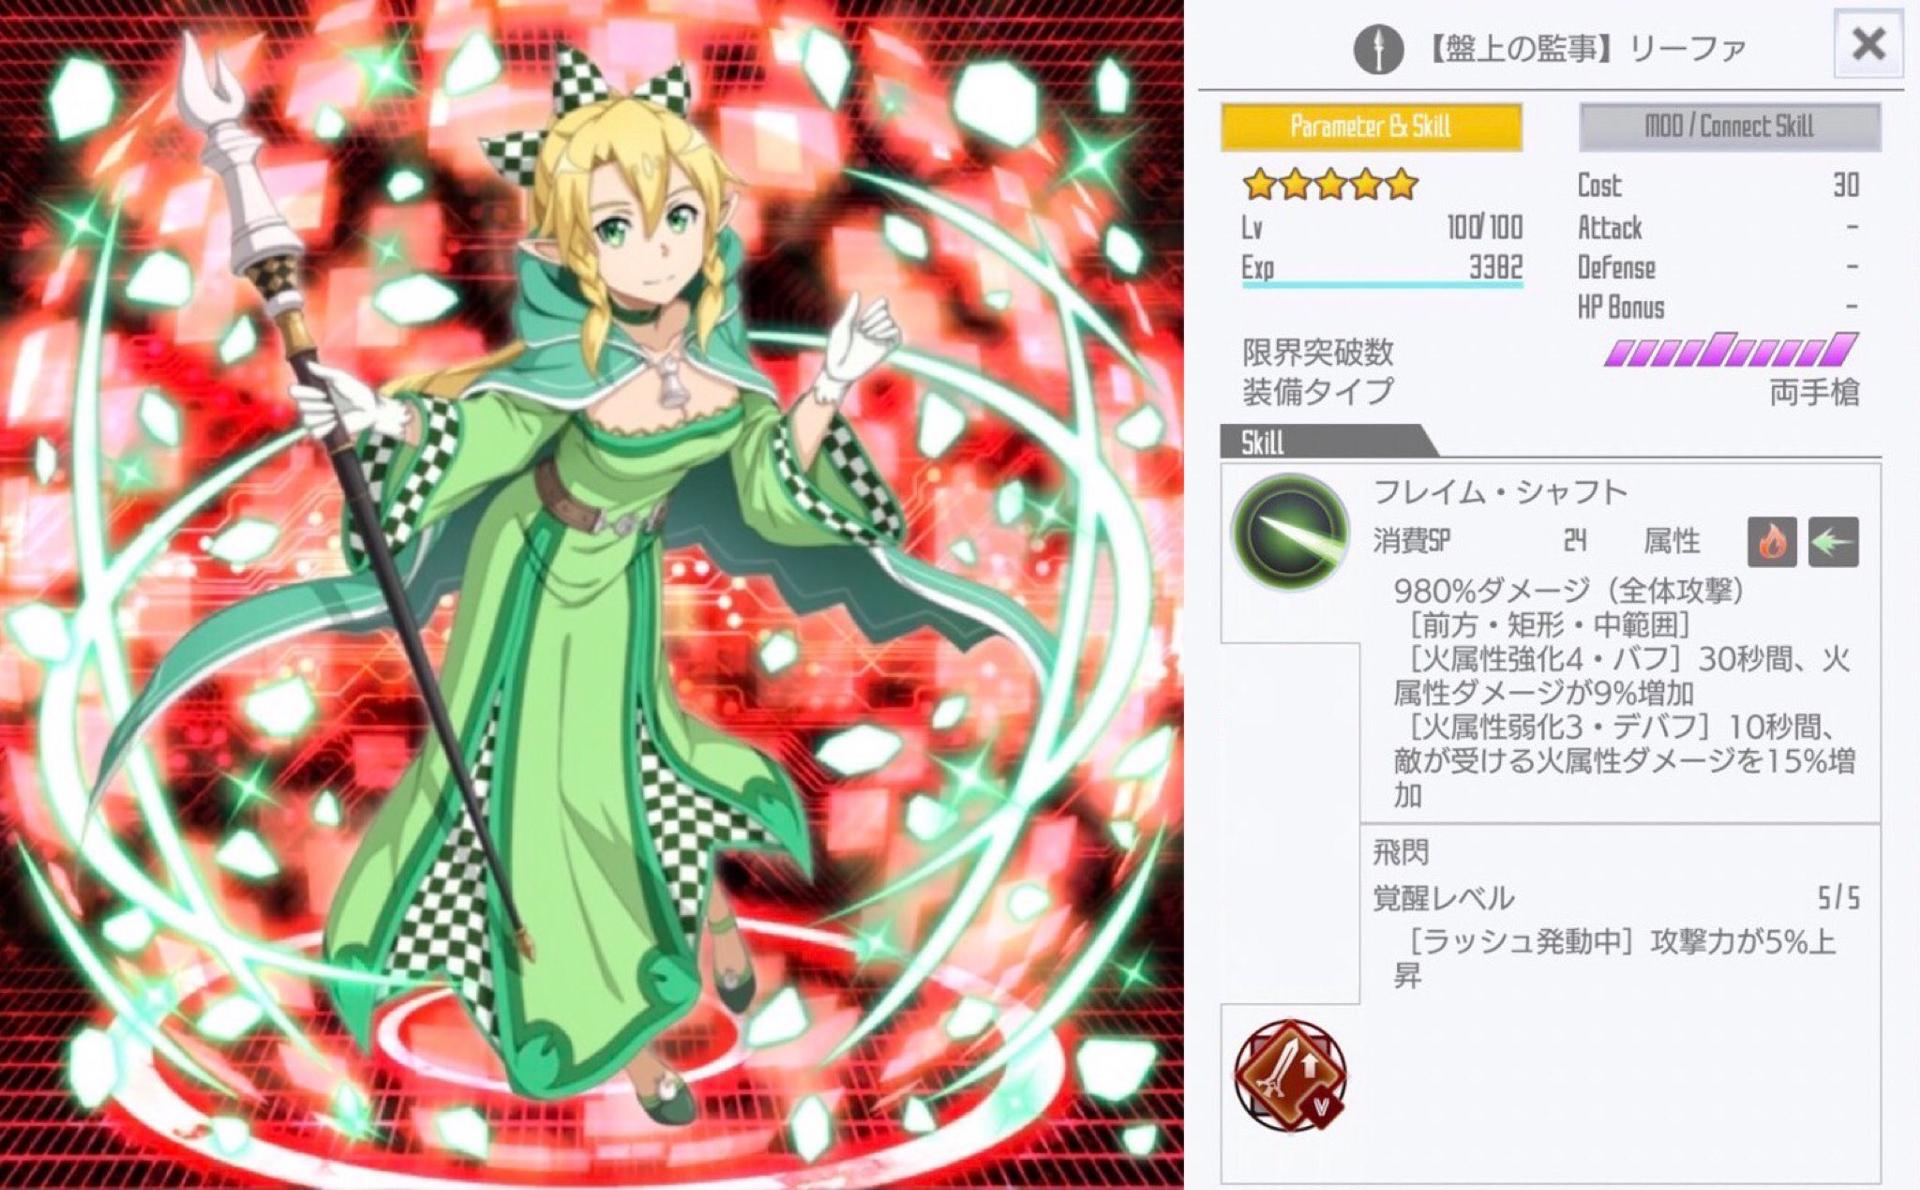 【盤上の監事】リーファ
Parameter & Skill
MOD / Connect Skill
Lv 100/100
Exp 3382
Cost 30
Attack -
Defense -
HP Bonus -
限界突破数
装備タイプ 両手槍
Skill
フレイム・シャフト
消費SP 24 属性
980%ダメージ（全体攻撃）
［前方・矩形・中範囲］
［火属性強化4・バフ］30秒間、火
属性ダメージが9%増加
［火属性弱化3・デバフ］10秒間、
敵が受ける火属性ダメージを15%増
加
飛閃
覚醒レベル 5/5
［ラッシュ発動中］攻撃力が5%上
昇
V